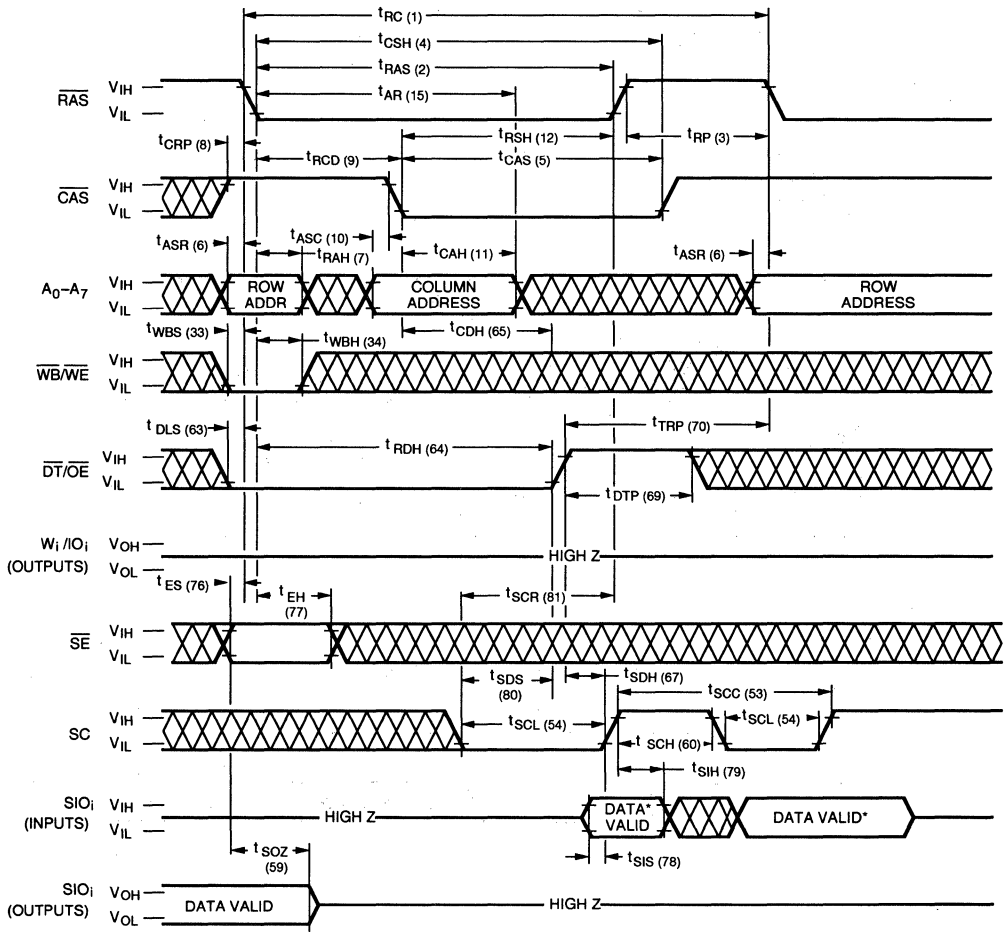 tRC (1)
tCSH (4)
tRAS (2)
tAR (15)
RAS VIH
VIL
tCRP (8)
tRSH (12)
tRP (3)
tRCD (9)
tCAS (5)
CAS VIH
VIL
tASR (6)
tASC (10)
tRAH (7)
tCAH (11)
tASR (6)
A0–A7 VIH
VIL
ROW ADDR
COLUMN ADDRESS
ROW ADDRESS
tWBS (33)
tWBH (34)
tCDH (65)
WB/WE VIH
VIL
tDLS (63)
tRDH (64)
tTRP (70)
DT/OE VIH
VIL
tDTP (69)
Wi/IOi (OUTPUTS) VOH
VOL
HIGH Z
tES (76)
tEH (77)
tSCR (81)
SE VIH
VIL
tSDS (80)
tSDH (67)
tSCC (53)
SC VIH
VIL
tSCL (54)
tSCH (60)
tSCL (54)
tSIH (79)
SIOi (INPUTS) VIH
VIL
HIGH Z
DATA* VALID
DATA VALID*
tSOZ (59)
tSIS (78)
SIOi (OUTPUTS) VOH
VOL
DATA VALID
HIGH Z